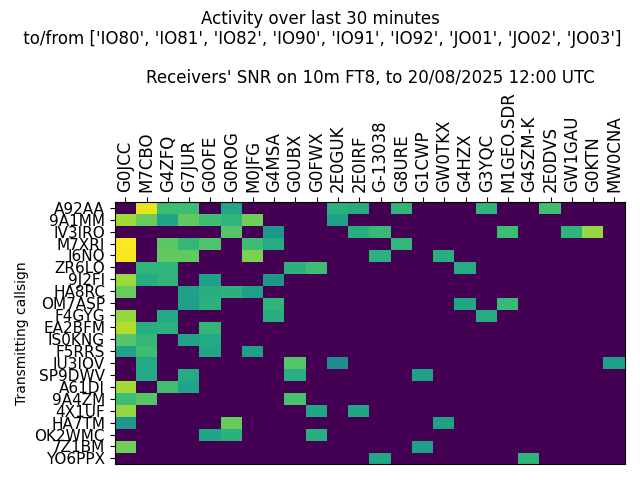 Activity over last 30 minutes
to/from ['IO80', 'IO81', 'IO82', 'IO90', 'IO91', 'IO92', 'JO01', 'JO02', 'JO03']
Receivers' SNR on 10m FT8, to 20/08/2025 12:00 UTC
G0JCC
M7CBO
G4ZFQ
G7JUR
G0OFE
G0ROG
M0JFG
G4MSA
G0UBX
G0FWX
2E0GUK
2E0IRF
G-13038
G8URE
G1CWP
GW0TKX
G4HZX
G3YQC
M1GEO.SDR
G4SZM-K
2E0DVS
GW1GAU
G0KTN
MW0CNA
Transmitting callsign
A92AA
9A1MM
IV3IRO
M7XRI
I6NO
ZR6LO
9J2FI
HA8RC
OM7ASP
F4GYG
EA2BFM
IS0KNG
F5RRS
IU3IOV
SP9DWV
A61DI
9A4ZM
4X1UF
HA7TM
OK2WMC
7Z1BM
YO6PPX